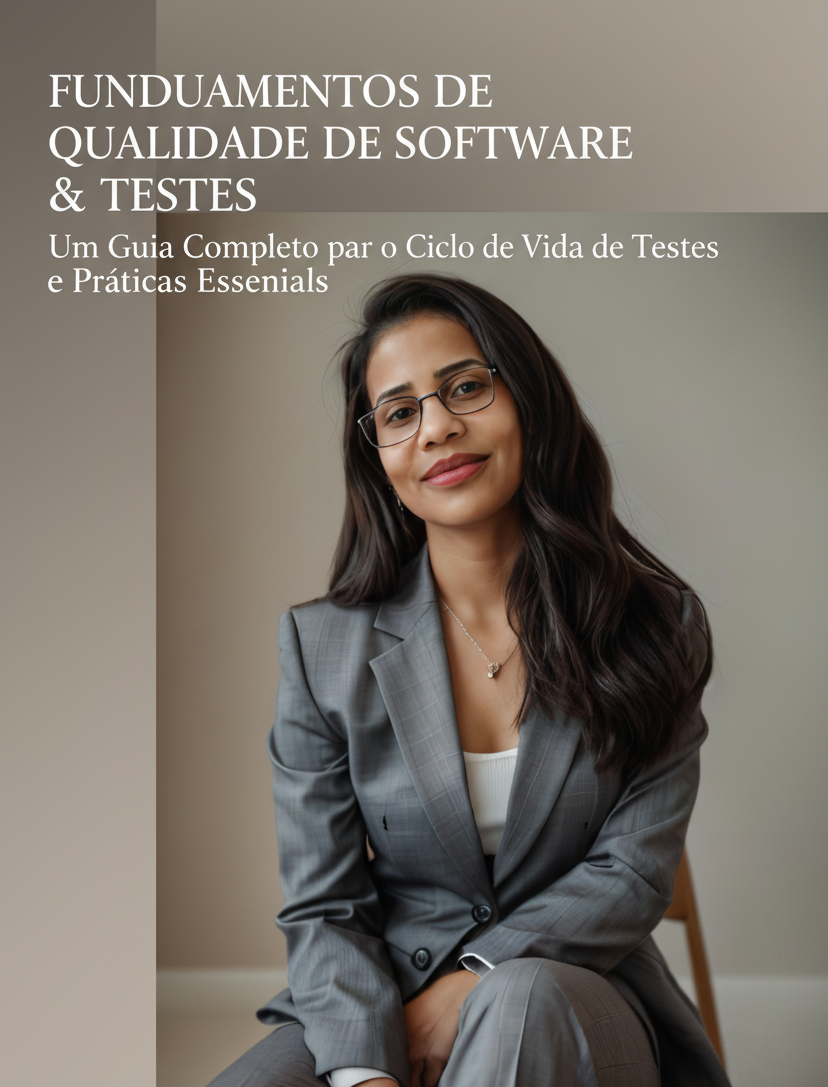 FUNDUAMENTOS DE
QUALIDADE DE SOFTWARE
& TESTES
Um Guia Completo par o Ciclo de Vida de Testes
e Práticas Essenials